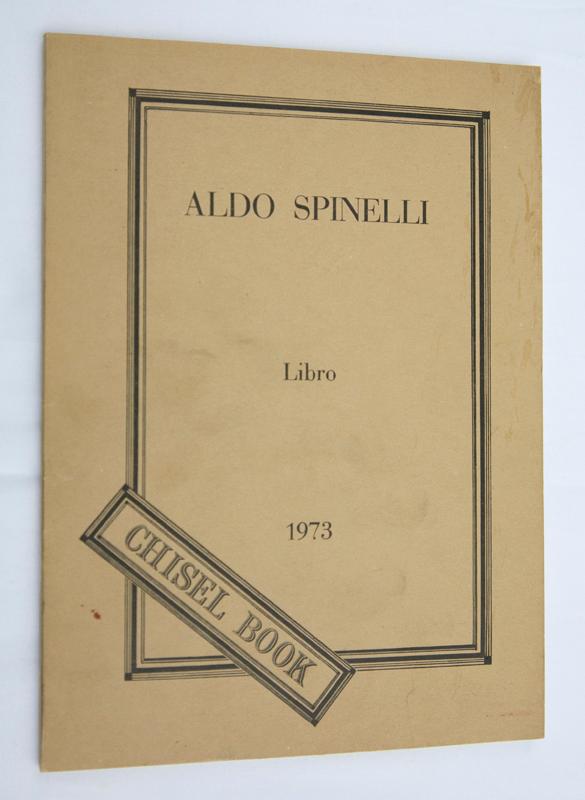 ALDO SPINELLI
Libro
1973
CHISEL BOOK